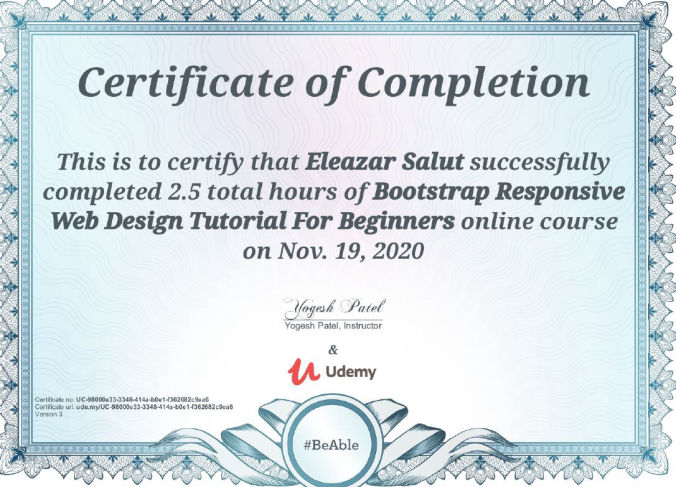 Certificate of Completion
This is to certify that Eleazar Salut successfully
completed 2.5 total hours of Bootstrap Responsive
Web Design Tutorial For Beginners online course
on Nov. 19, 2020
Yogesh Patel
Yogesh Patel, Instructor
&
Udemy
Certificate no: UC-98000e33-3348-414a-b0e1-f362682c9ea6
Certificate url: ude.my/UC-98000e33-3348-414a-b0e1-f362682c9ea6
Version 3
#BeAble